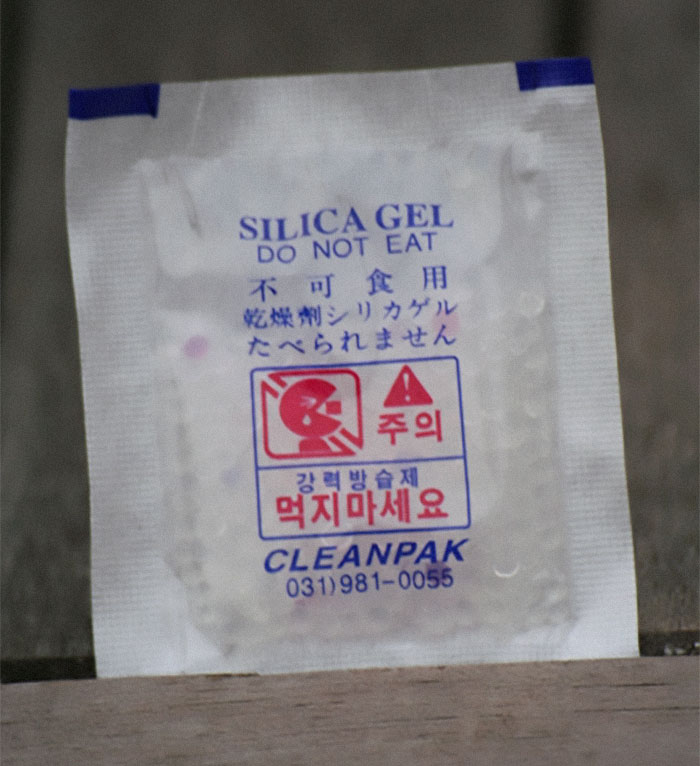 SILICA GEL
DO NOT EAT
不可食用
乾燥劑シリカゲル
たべられません
주의
강력방습제
먹지마세요
CLEANPAK
031)981-0055